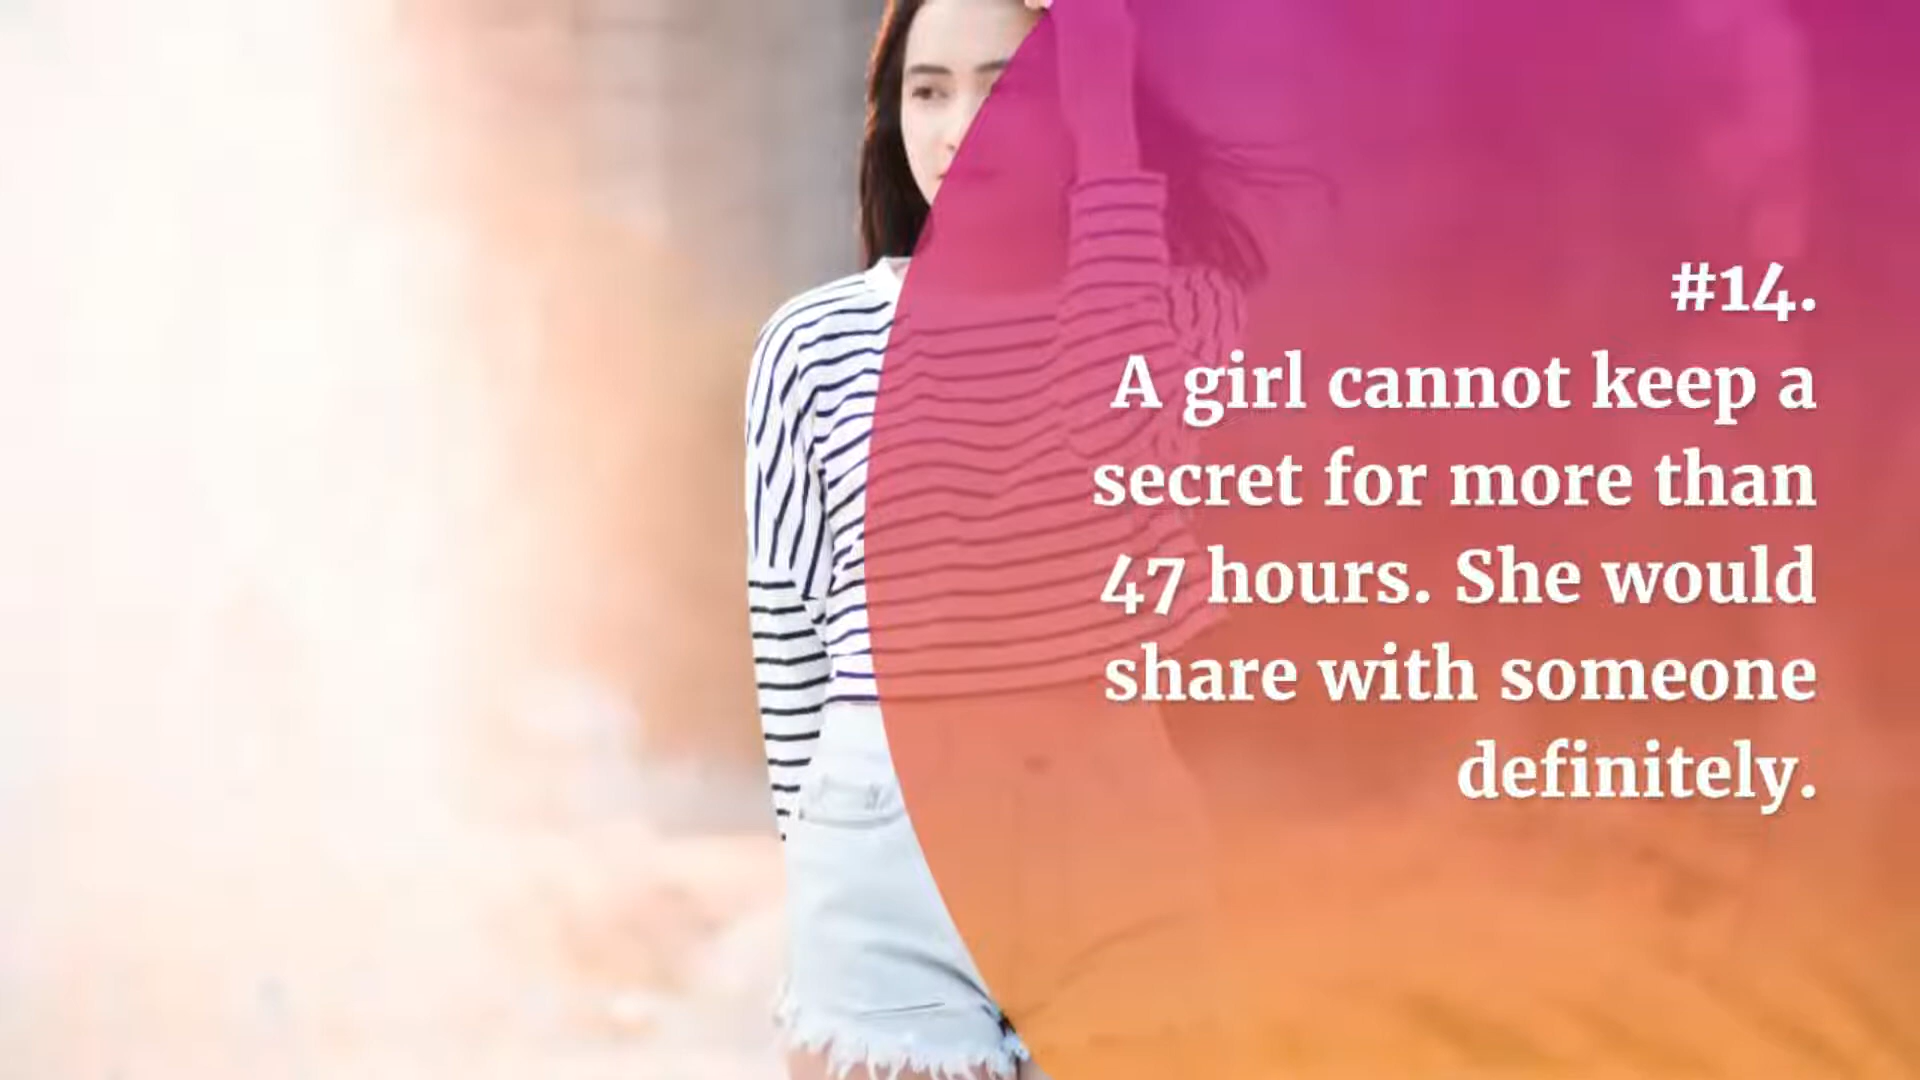 #14.
A girl cannot keep a
secret for more than
47 hours. She would
share with someone
definitely.